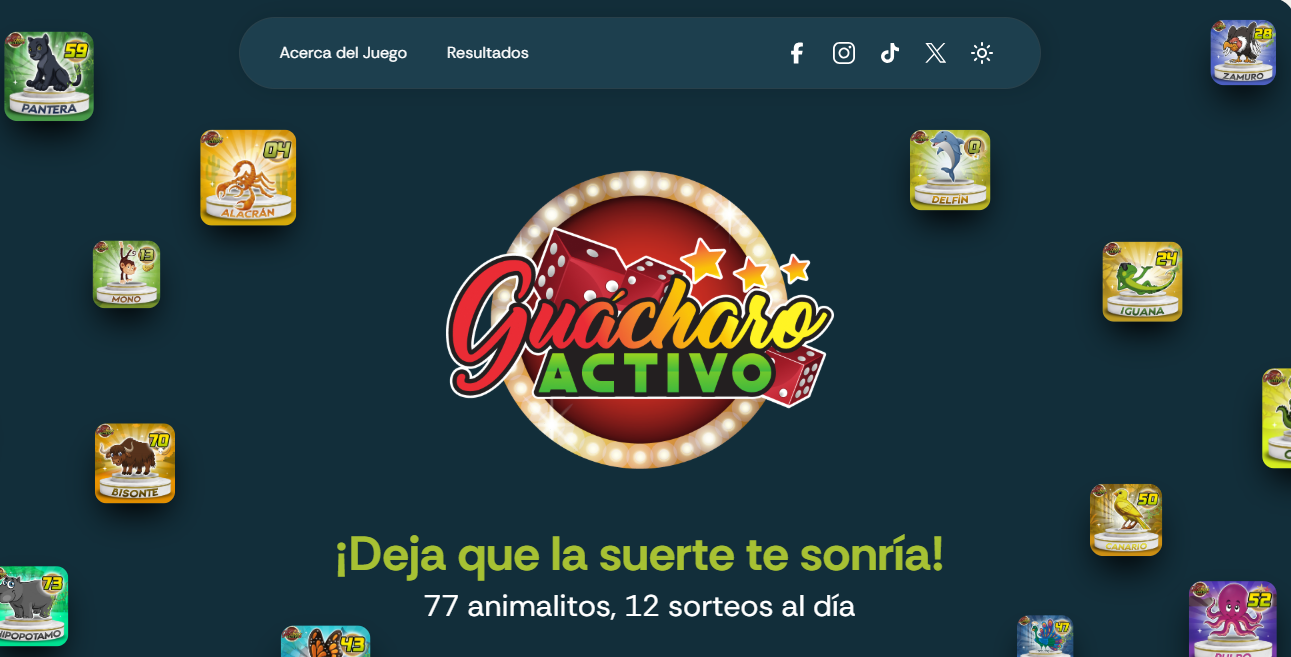 Acerca del Juego
Resultados
59
PANTERA
28
ZAMURO
04
ALACRÁN
0
DELFÍN
13
MONO
24
IGUANA
Guácharo
ACTIVO
70
BISONTE
50
CANARIO
¡Deja que la suerte te sonría!
77 animalitos, 12 sorteos al día
73
HIPOPOTAMO
52
PULPO
43
47